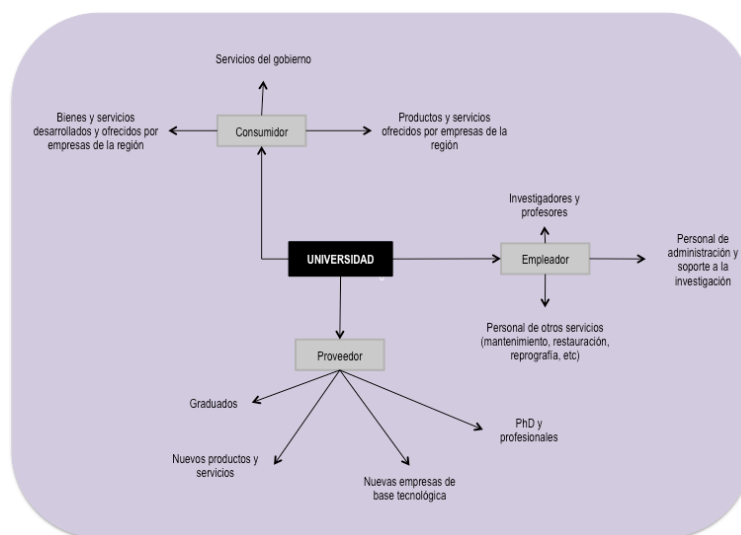 Servicios del gobierno
Bienes y servicios
desarrollados y ofrecidos por
empresas de la región
Consumidor
Productos y servicios
ofrecidos por empresas de la
región
Investigadores y
profesores
UNIVERSIDAD
Empleador
Personal de
administración y
soporte a la
investigación
Personal de otros servicios
(mantenimiento, restauración,
reprografía, etc)
Proveedor
Graduados
PhD y
profesionales
Nuevos productos y
servicios
Nuevas empresas de
base tecnológica